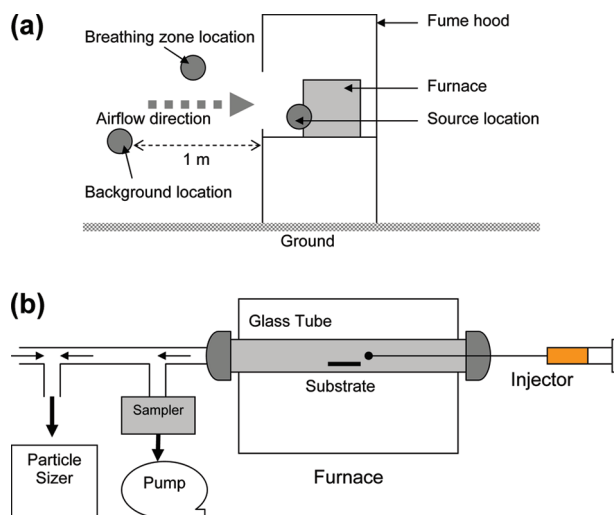 (a)
Breathing zone location
Fume hood
Furnace
Airflow direction
Source location
1 m
Background location
Ground
(b)
Glass Tube
Substrate
Injector
Sampler
Particle
Sizer
Pump
Furnace